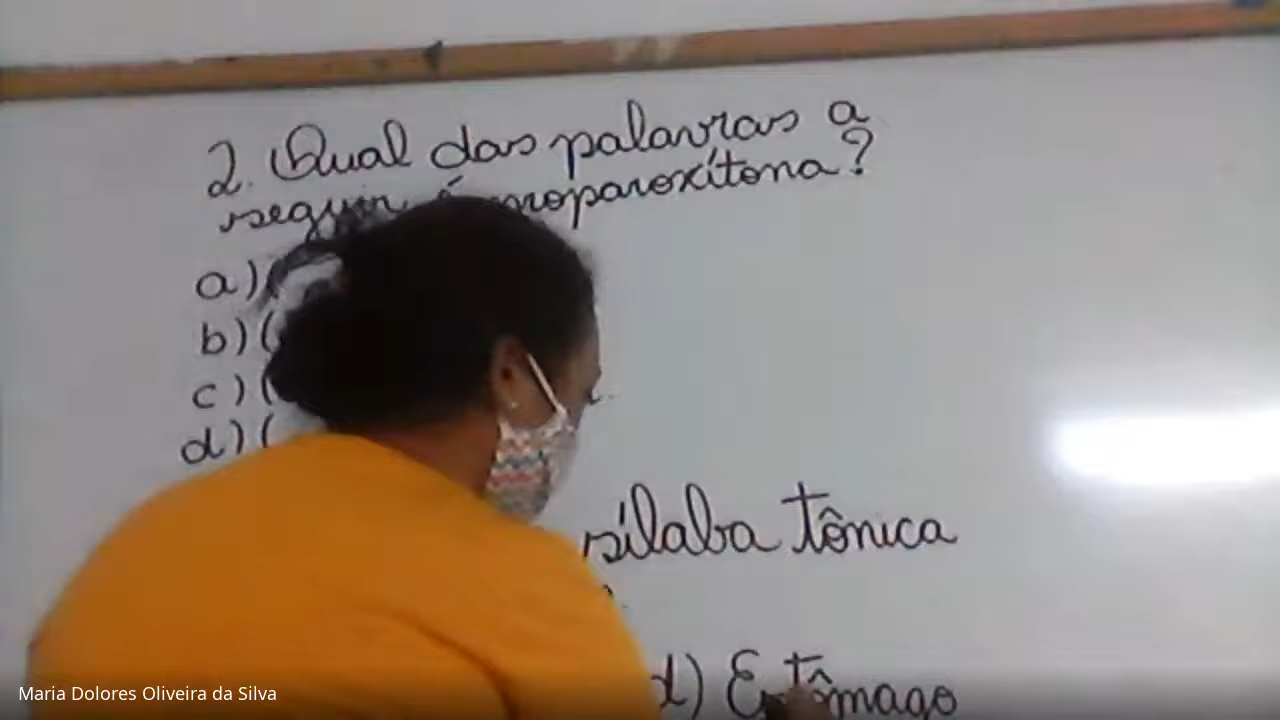 2. Qual das palavras a
seguir é proparoxítona?
a) (
b) (
c) (
d) (
sílaba tônica
d) Estômago
Maria Dolores Oliveira da Silva